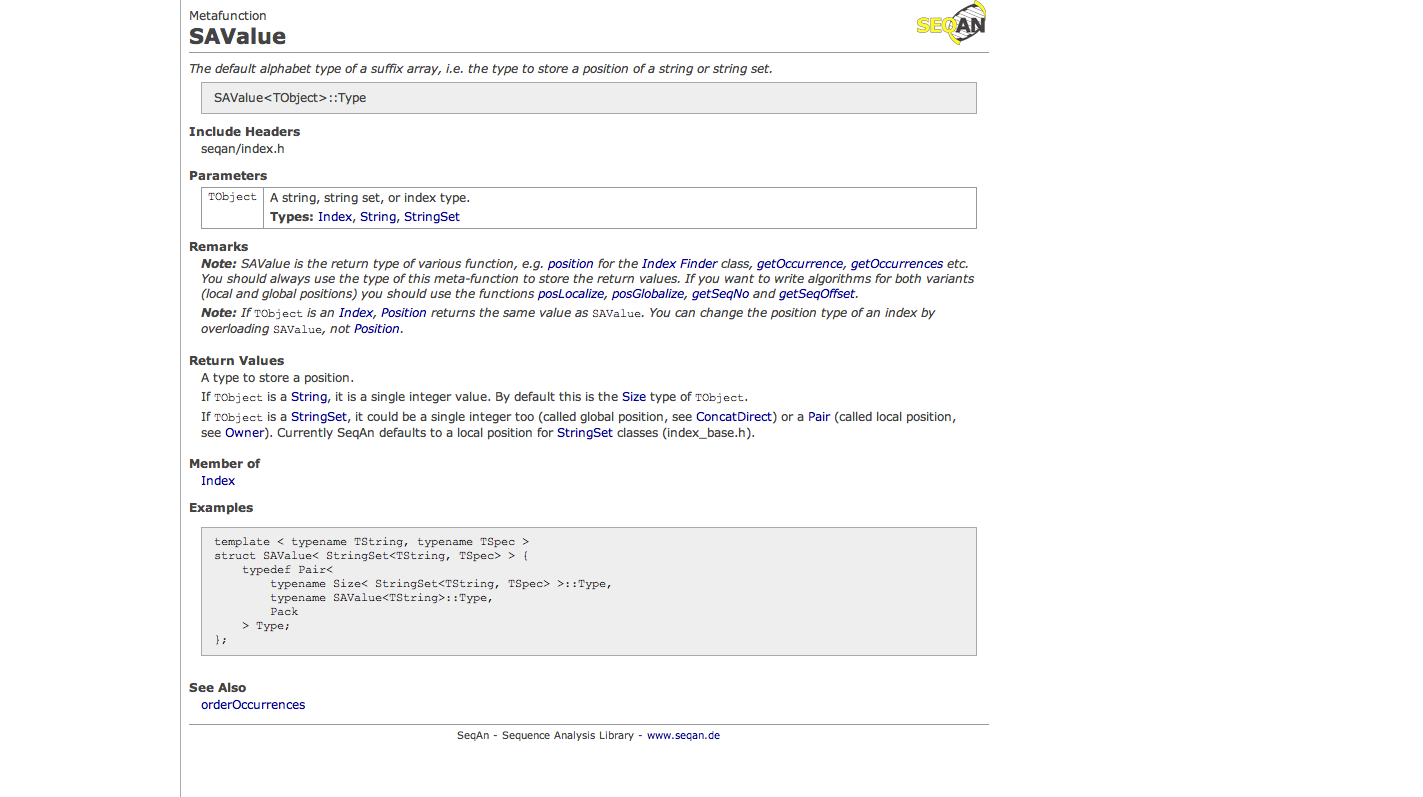 Metafunction
SAValue
SEQAN
The default alphabet type of a suffix array, i.e. the type to store a position of a string or string set.
SAValue<TObject>::Type
Include Headers
seqan/index.h
Parameters
TObject A string, string set, or index type.
Types: Index, String, StringSet
Remarks
Note: SAValue is the return type of various function, e.g. position for the Index Finder class, getOccurrence, getOccurrences etc.
You should always use the type of this meta-function to store the return values. If you want to write algorithms for both variants
(local and global positions) you should use the functions posLocalize, posGlobalize, getSeqNo and getSeqOffset.
Note: If TObject is an Index, Position returns the same value as SAValue. You can change the position type of an index by
overloading SAValue, not Position.
Return Values
A type to store a position.
If TObject is a String, it is a single integer value. By default this is the Size type of TObject.
If TObject is a StringSet, it could be a single integer too (called global position, see ConcatDirect) or a Pair (called local position,
see Owner). Currently SeqAn defaults to a local position for StringSet classes (index_base.h).
Member of
Index
Examples
template < typename TString, typename TSpec >
struct SAValue< StringSet<TString, TSpec> > {
    typedef Pair<
        typename Size< StringSet<TString, TSpec> >::Type,
        typename SAValue<TString>::Type,
        Pack
    > Type;
};
See Also
orderOccurrences
SeqAn - Sequence Analysis Library - www.seqan.de